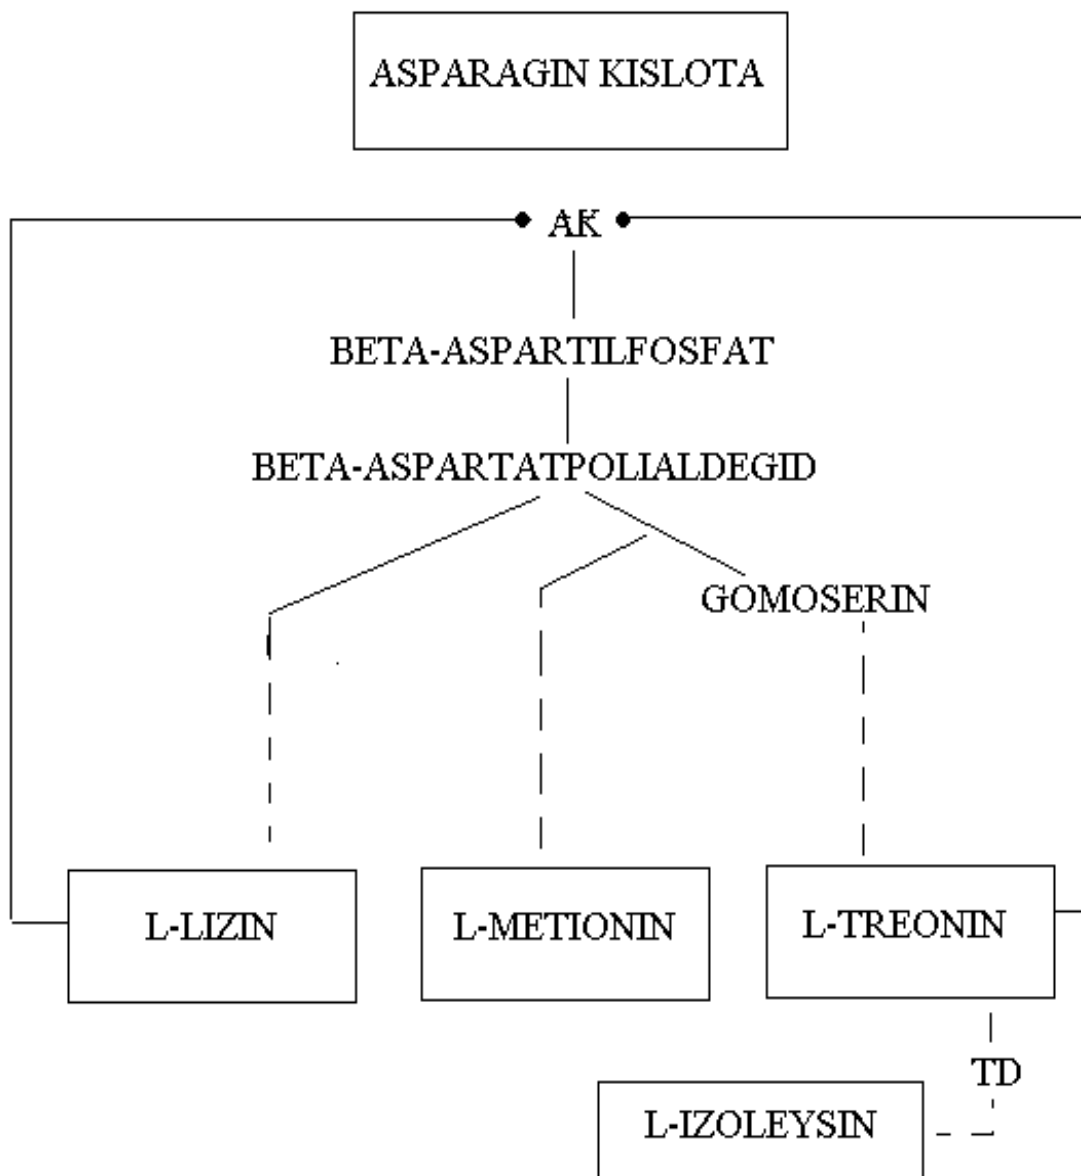 ASPARAGIN KISLOTA
AK
BETA-ASPARTILFOSFAT
BETA-ASPARTATPOLIALDEGID
GOMOSERIN
L-LIZIN
L-METIONIN
L-TREONIN
TD
L-IZOLEYSIN